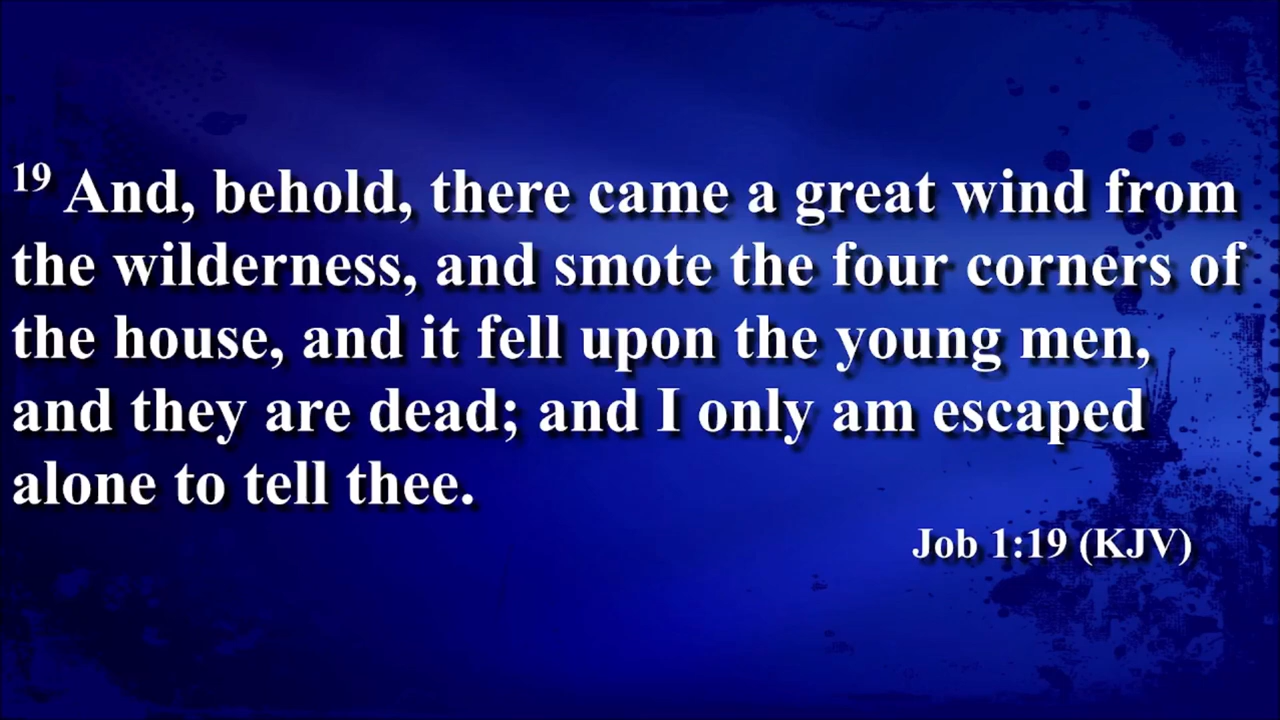 19 And, behold, there came a great wind from
the wilderness, and smote the four corners of
the house, and it fell upon the young men,
and they are dead; and I only am escaped
alone to tell thee.
Job 1:19 (KJV)